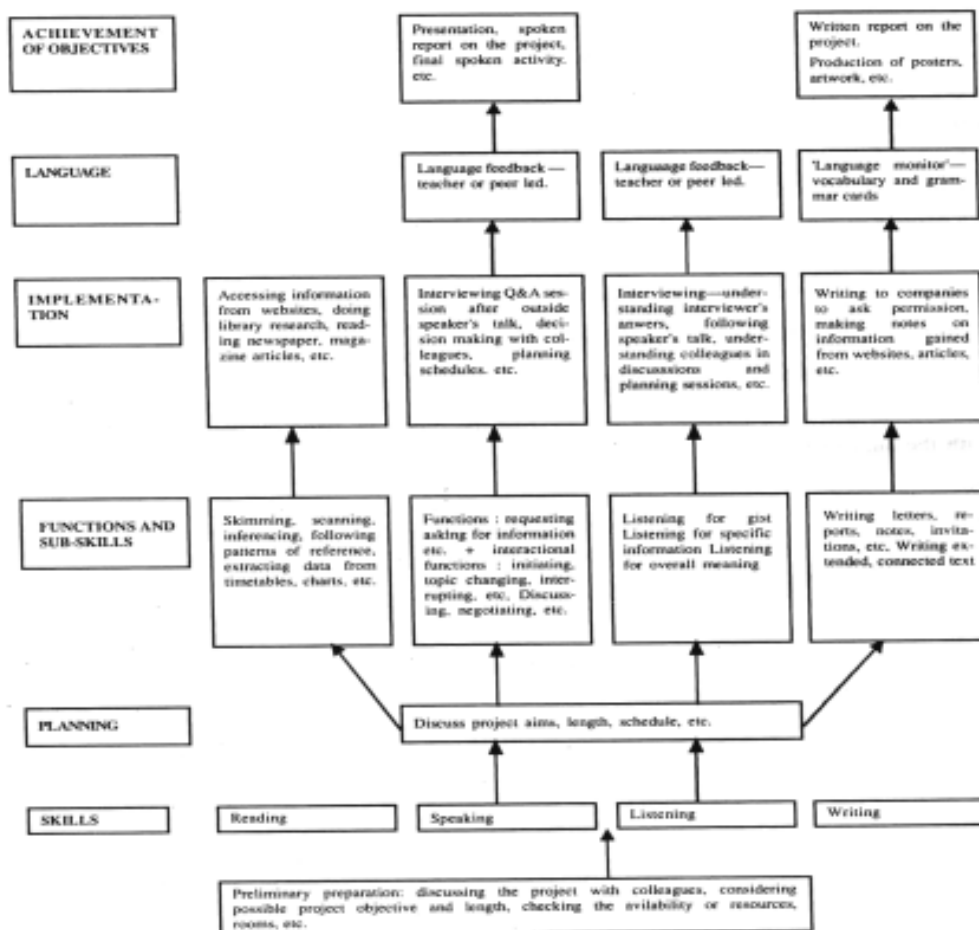 ACHIEVEMENT
OF OBJECTIVES
Presentation, spoken
report on the project,
final spoken activity.
etc.
Written report on the
project.
Production of posters,
artwork, etc.
LANGUAGE
Language feedback —
teacher or peer led.
Languaage feedback—
teacher or peer led.
'Language monitor'—
vocabulary and gram-
mar cards
IMPLEMENTA-
TION
Accessing information
from websites, doing
library research, read-
ing newspaper, maga-
zine articles, etc.
Interviewing Q&A ses-
sion after outside
speaker's talk, deci-
sion making with col-
leagues, planning
schedules. etc.
Interviewing—under-
standing interviewer's
anwers, following
speaker's talk, under-
standing colleagues in
discusssions and
planning sessions, etc.
Writing to companies
to ask permission,
making notes on
information gained
from websites, articles,
etc.
FUNCTIONS AND
SUB-SKILLS
Skimming, scanning,
inferencing, following
patterns of reference,
extracting data from
timetables, charts, etc.
Functions : requesting
asking for information
etc. + interactional
functions : initiating,
topic changing, inter-
rupting, etc, Discuss-
ing, negotiating, etc.
Listening for gist
Listening for specific
information Listening
for overall meaning
Writing letters, re-
ports, notes, invita-
tions, etc. Writing ex-
tended, connected text
PLANNING
Discuss project aims, length, schedule, etc.
SKILLS
Reading
Speaking
Listening
Writing
Preliminary preparation: discussing the project with colleagues, considering
possible project objective and length, checking the avilability or resources,
rooms, etc.